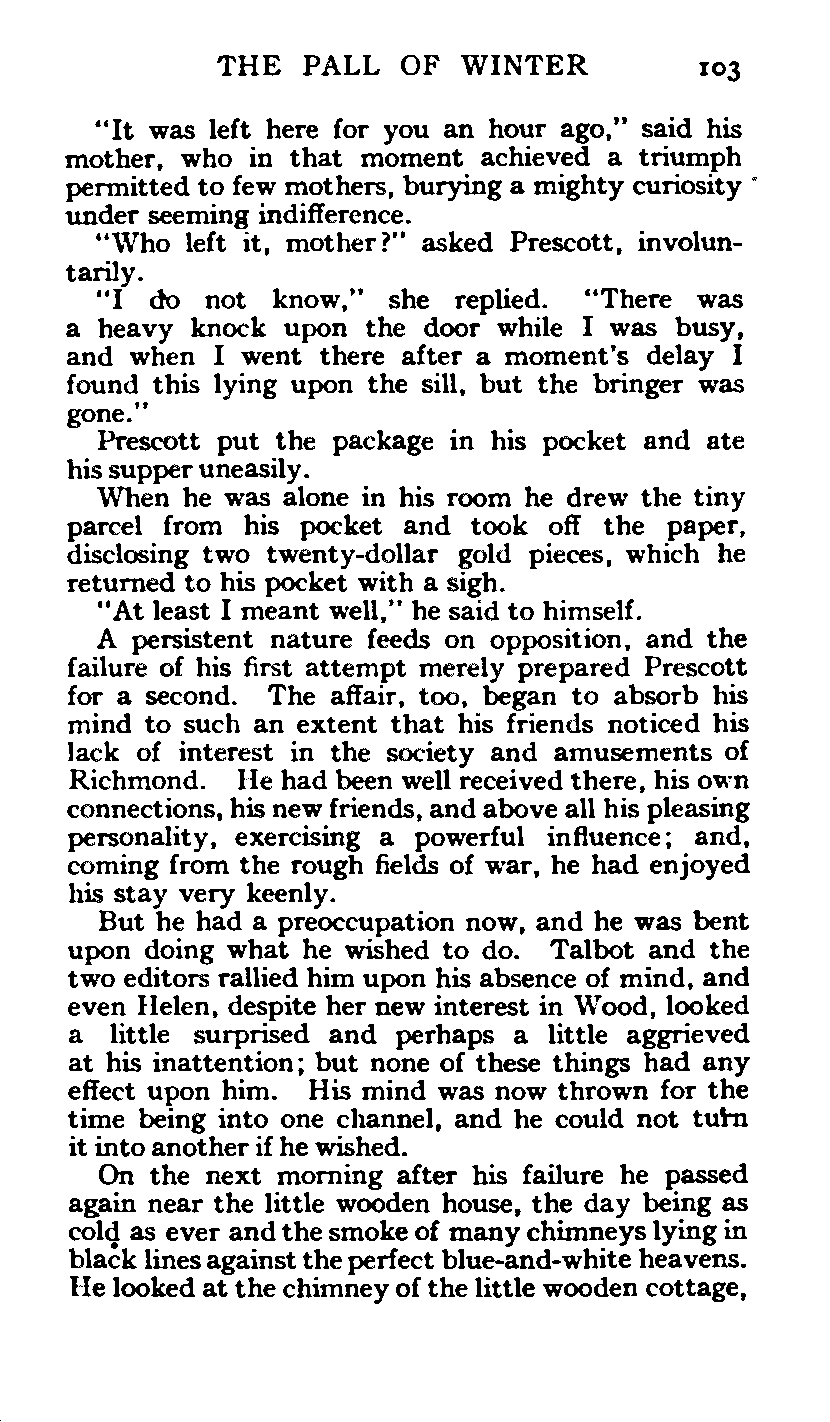 THE PALL OF WINTER 103
"It was left here for you an hour ago," said his
mother, who in that moment achieved a triumph
permitted to few mothers, burying a mighty curiosity
under seeming indifference.
"Who left it, mother?" asked Prescott, involun-
tarily.
"I do not know," she replied. "There was
a heavy knock upon the door while I was busy,
and when I went there after a moment's delay I
found this lying upon the sill, but the bringer was
gone."
Prescott put the package in his pocket and ate
his supper uneasily.
When he was alone in his room he drew the tiny
parcel from his pocket and took off the paper,
disclosing two twenty-dollar gold pieces, which he
returned to his pocket with a sigh.
"At least I meant well," he said to himself.
A persistent nature feeds on opposition, and the
failure of his first attempt merely prepared Prescott
for a second. The affair, too, began to absorb his
mind to such an extent that his friends noticed his
lack of interest in the society and amusements of
Richmond. He had been well received there, his own
connections, his new friends, and above all his pleasing
personality, exercising a powerful influence; and,
coming from the rough fields of war, he had enjoyed
his stay very keenly.
But he had a preoccupation now, and he was bent
upon doing what he wished to do. Talbot and the
two editors rallied him upon his absence of mind, and
even Helen, despite her new interest in Wood, looked
a little surprised and perhaps a little aggrieved
at his inattention; but none of these things had any
effect upon him. His mind was now thrown for the
time being into one channel, and he could not turn
it into another if he wished.
On the next morning after his failure he passed
again near the little wooden house, the day being as
cold as ever and the smoke of many chimneys lying in
black lines against the perfect blue-and-white heavens.
He looked at the chimney of the little wooden cottage,